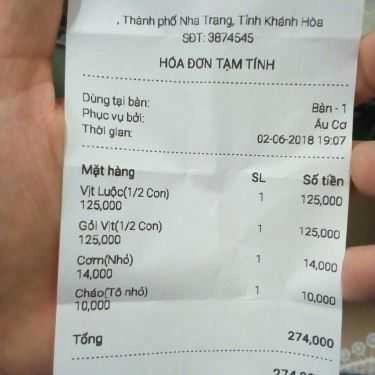 , Thành phố Nha Trang, Tỉnh Khánh Hòa
SĐT: 3874545
HÓA ĐƠN TẠM TÍNH
Dùng tại bàn: Bàn - 1
Phục vụ bởi: Âu Cơ
Thời gian: 02-06-2018 19:07
Mặt hàng SL Số tiền
Vịt Luộc(1/2 Con)
125,000 1 125,000
Gỏi Vịt(1/2 Con)
125,000 1 125,000
Cơm(Nhỏ)
14,000 1 14,000
Cháo(Tô nhỏ)
10,000 1 10,000
Tổng 274,000